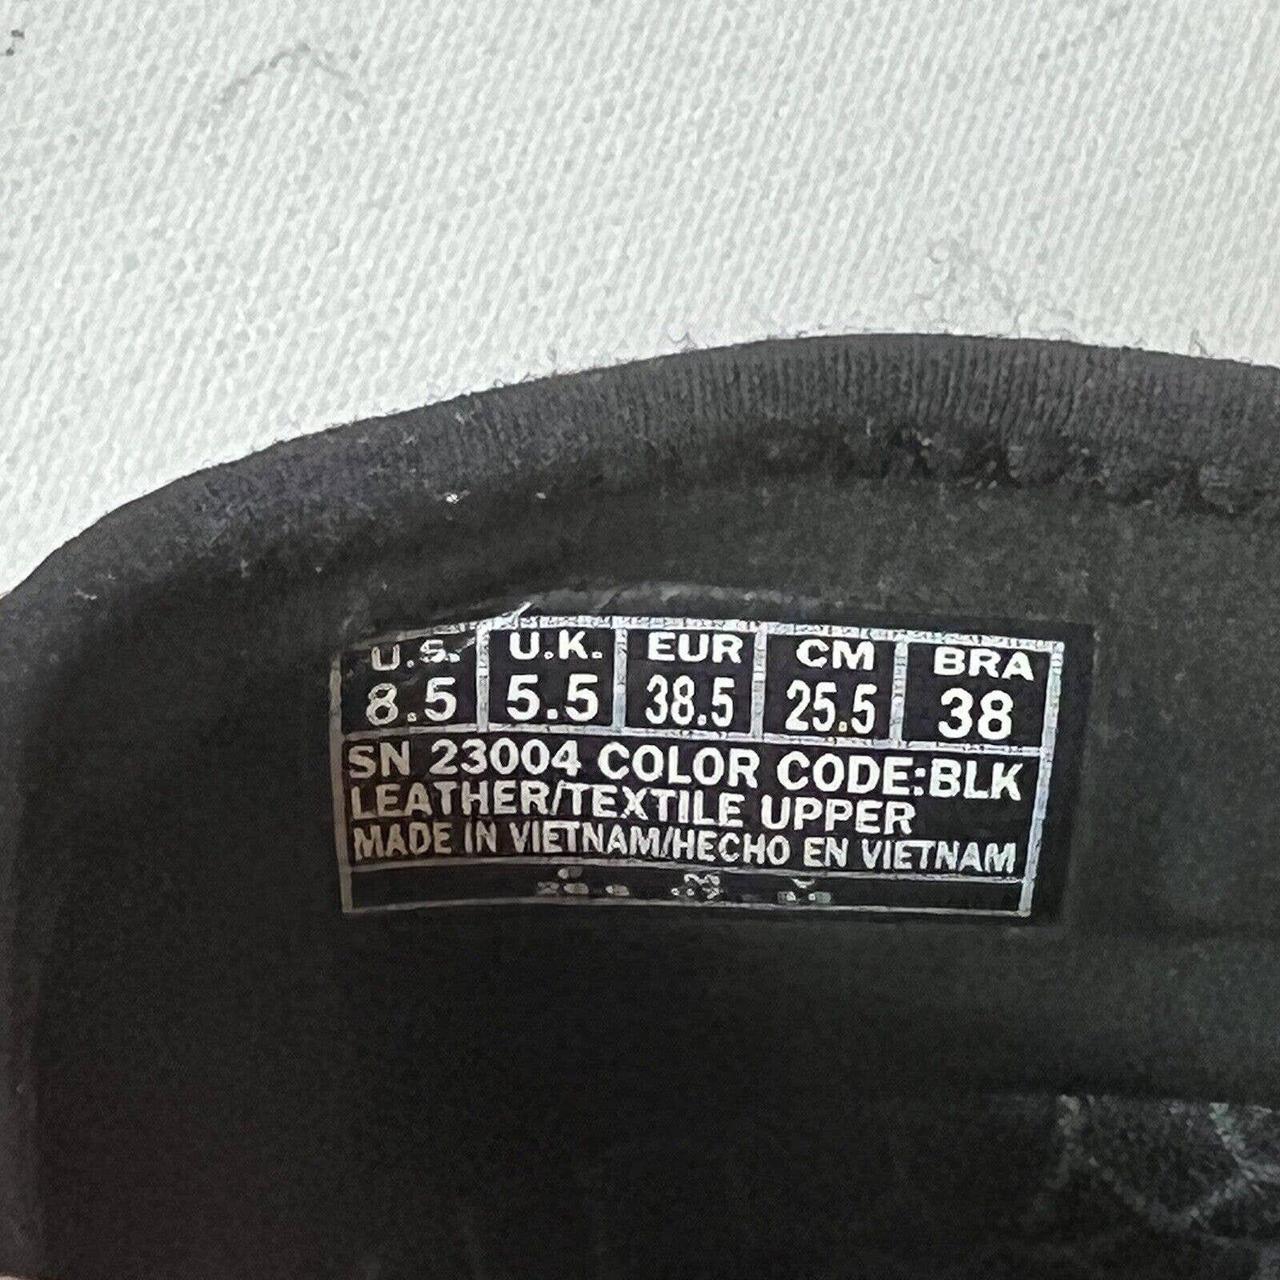 U.S. U.K. EUR CM BRA
8.5 5.5 38.5 25.5 38
SN 23004 COLOR CODE:BLK
LEATHER/TEXTILE UPPER
MADE IN VIETNAM/HECHO EN VIETNAM